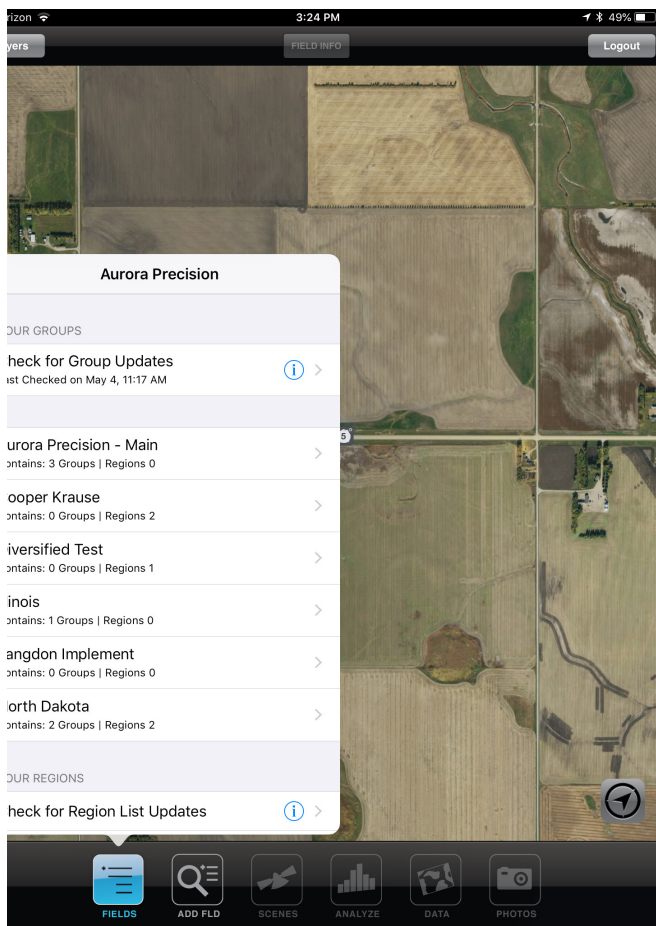 rizon 3:24 PM 49%
yers FIELD INFO Logout
Aurora Precision
OUR GROUPS
heck for Group Updates
ast Checked on May 4, 11:17 AM
urora Precision - Main
ontains: 3 Groups | Regions 0
ooper Krause
ontains: 0 Groups | Regions 2
iversified Test
ontains: 0 Groups | Regions 1
inois
ontains: 1 Groups | Regions 0
angdon Implement
ontains: 0 Groups | Regions 0
orth Dakota
ontains: 2 Groups | Regions 2
OUR REGIONS
heck for Region List Updates
5
FIELDS ADD FLD SCENES ANALYZE DATA PHOTOS